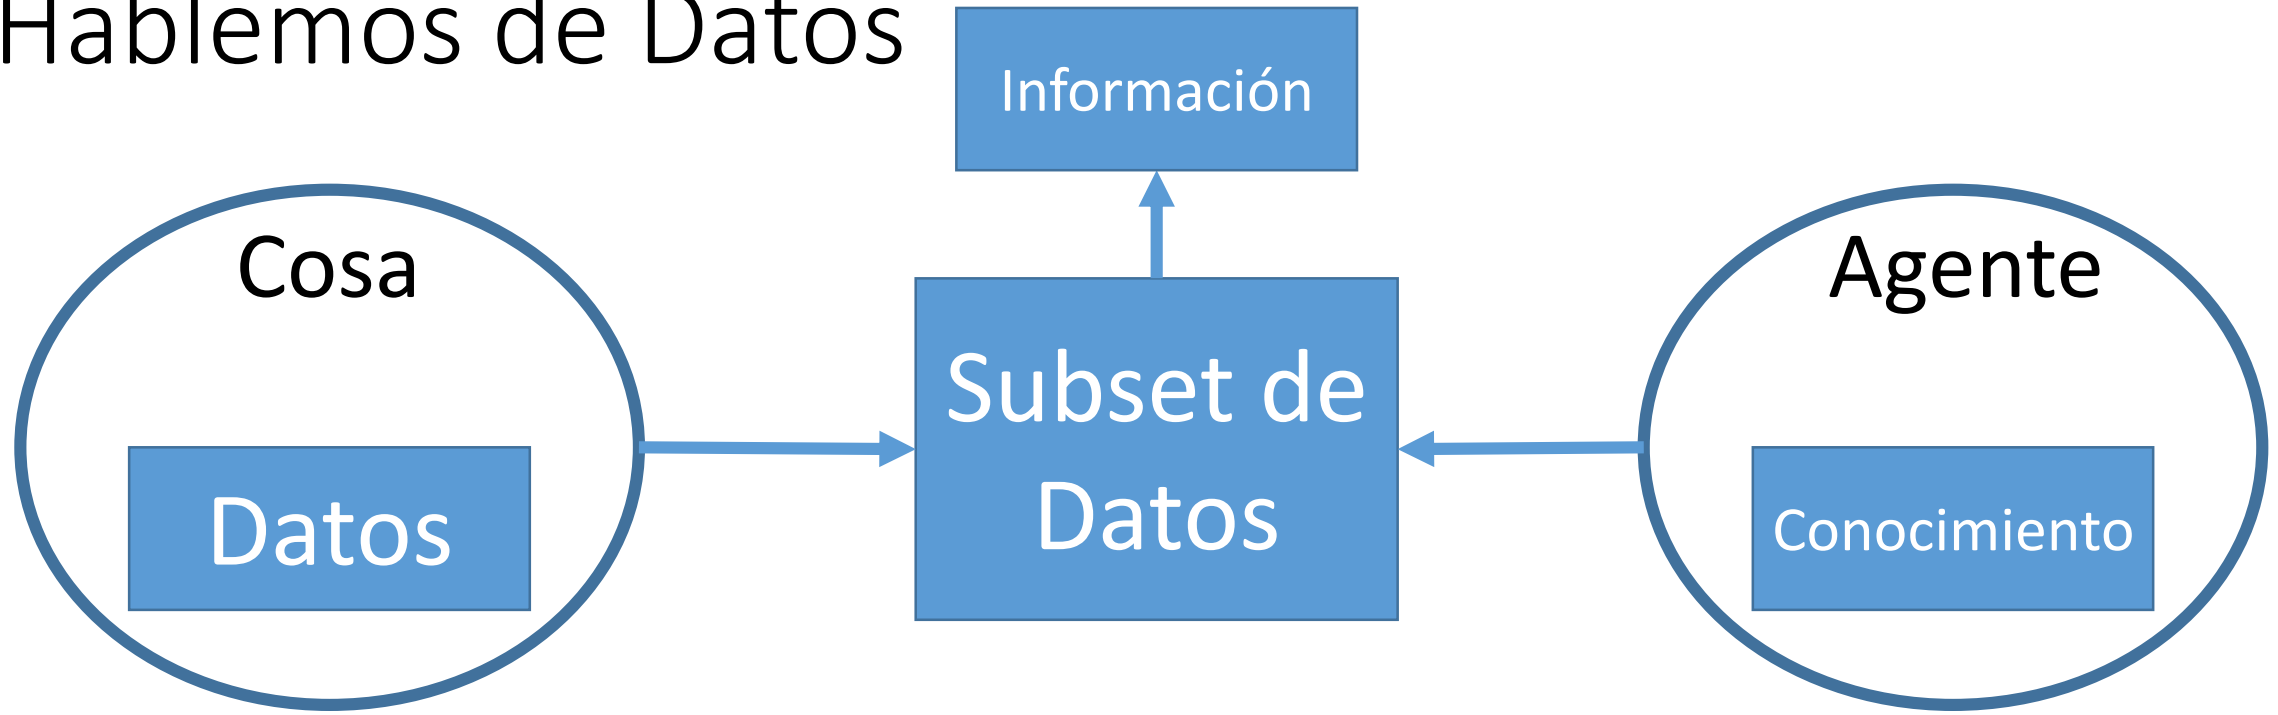 Hablemos de Datos
Información
Cosa
Agente
Subset de
Datos
Datos
Conocimiento